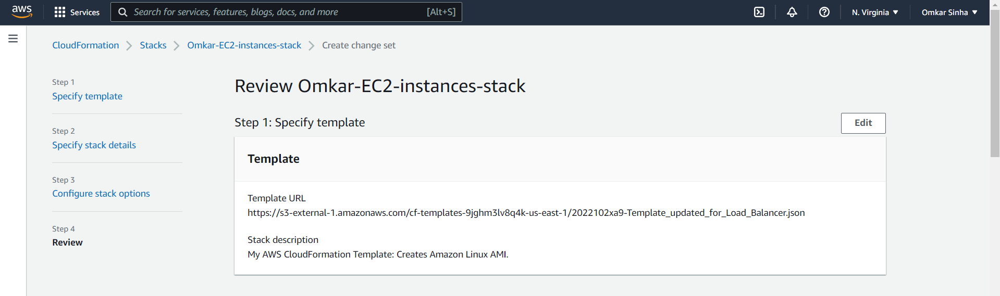 aws
Services
Search for services, features, blogs, docs, and more [Alt+S]
N. Virginia
Omkar Sinha
CloudFormation
Stacks
Omkar-EC2-instances-stack
Create change set
Step 1
Specify template
Step 2
Specify stack details
Step 3
Configure stack options
Step 4
Review
Review Omkar-EC2-instances-stack
Step 1: Specify template
Edit
Template
Template URL
https://s3-external-1.amazonaws.com/cf-templates-9jghm3lv8q4k-us-east-1/2022102xa9-Template_updated_for_Load_Balancer.json
Stack description
My AWS CloudFormation Template: Creates Amazon Linux AMI.